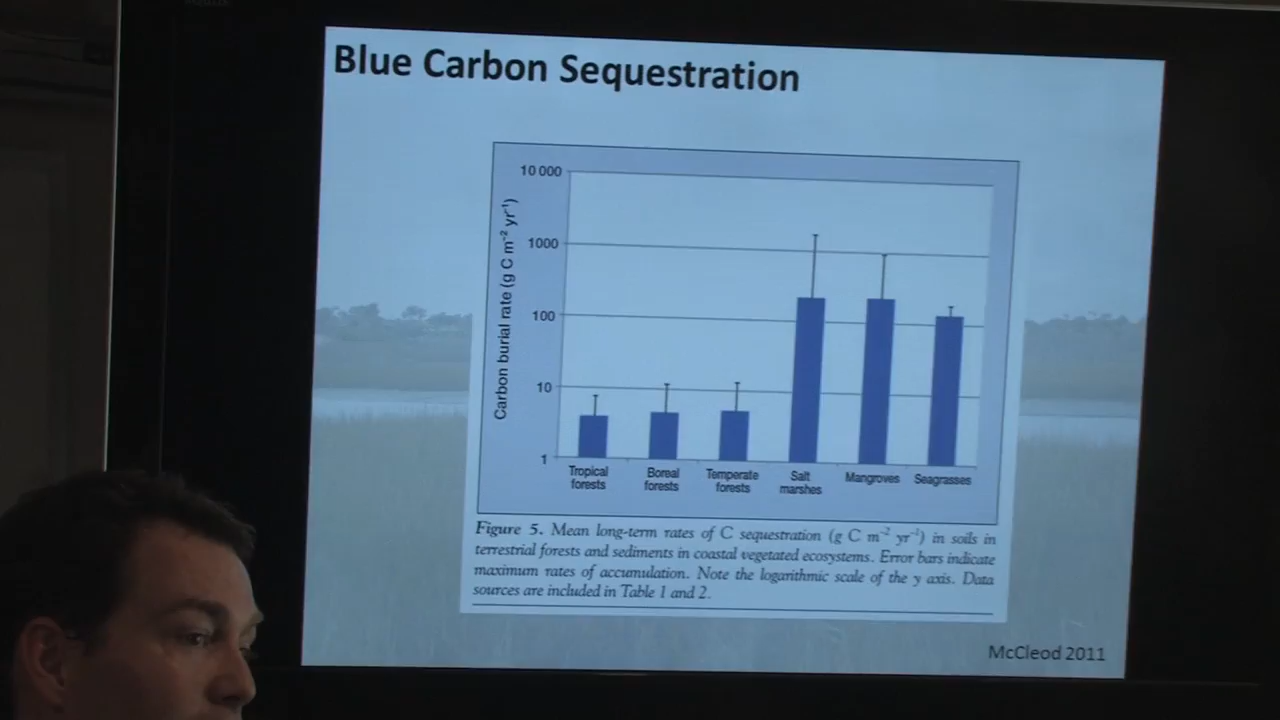 Blue Carbon Sequestration
10 000
1000
100
10
1
Carbon burial rate (g C m⁻² yr⁻¹)
Tropical forests
Boreal forests
Temperate forests
Salt marshes
Mangroves
Seagrasses
Figure 5. Mean long-term rates of C sequestration (g C m⁻² yr⁻¹) in soils in
terrestrial forests and sediments in coastal vegetated ecosystems. Error bars indicate
maximum rates of accumulation. Note the logarithmic scale of the y axis. Data
sources are included in Table 1 and 2.
McCleod 2011